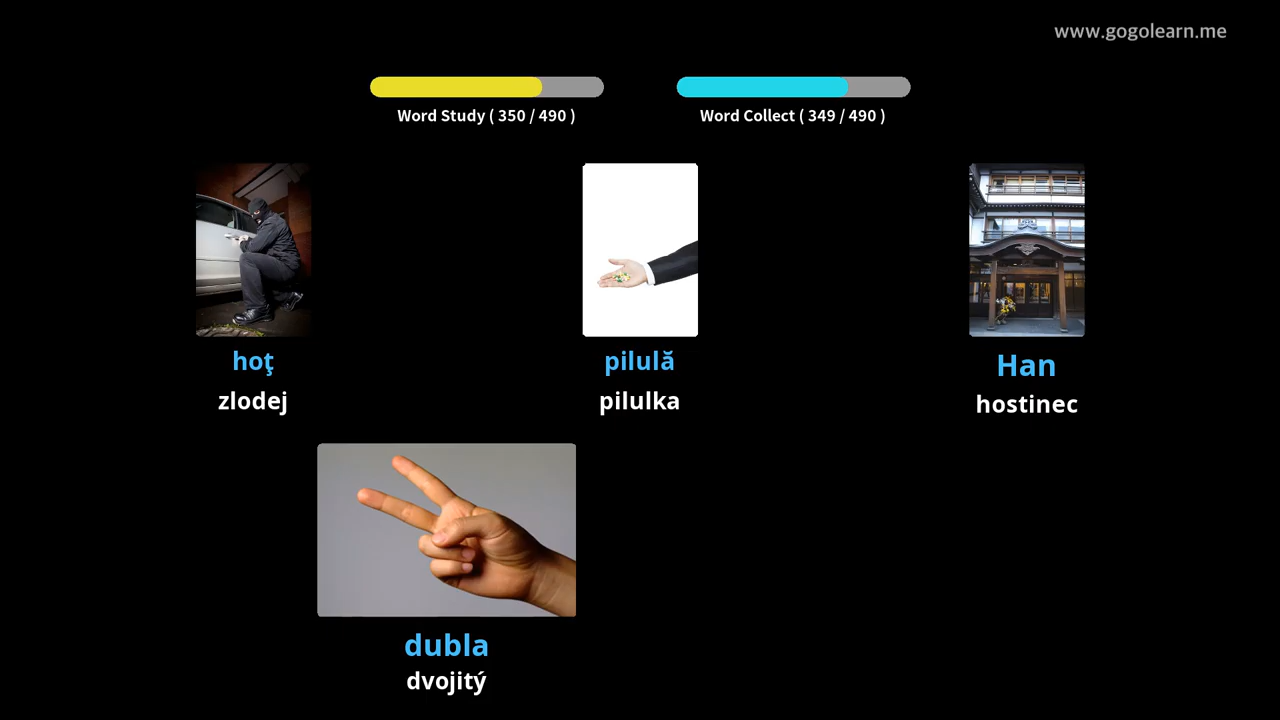 www.gogolearn.me
Word Study ( 350 / 490 )
Word Collect ( 349 / 490 )
hoţ
zlodej
pilulă
pilulka
Han
hostinec
dubla
dvojitý